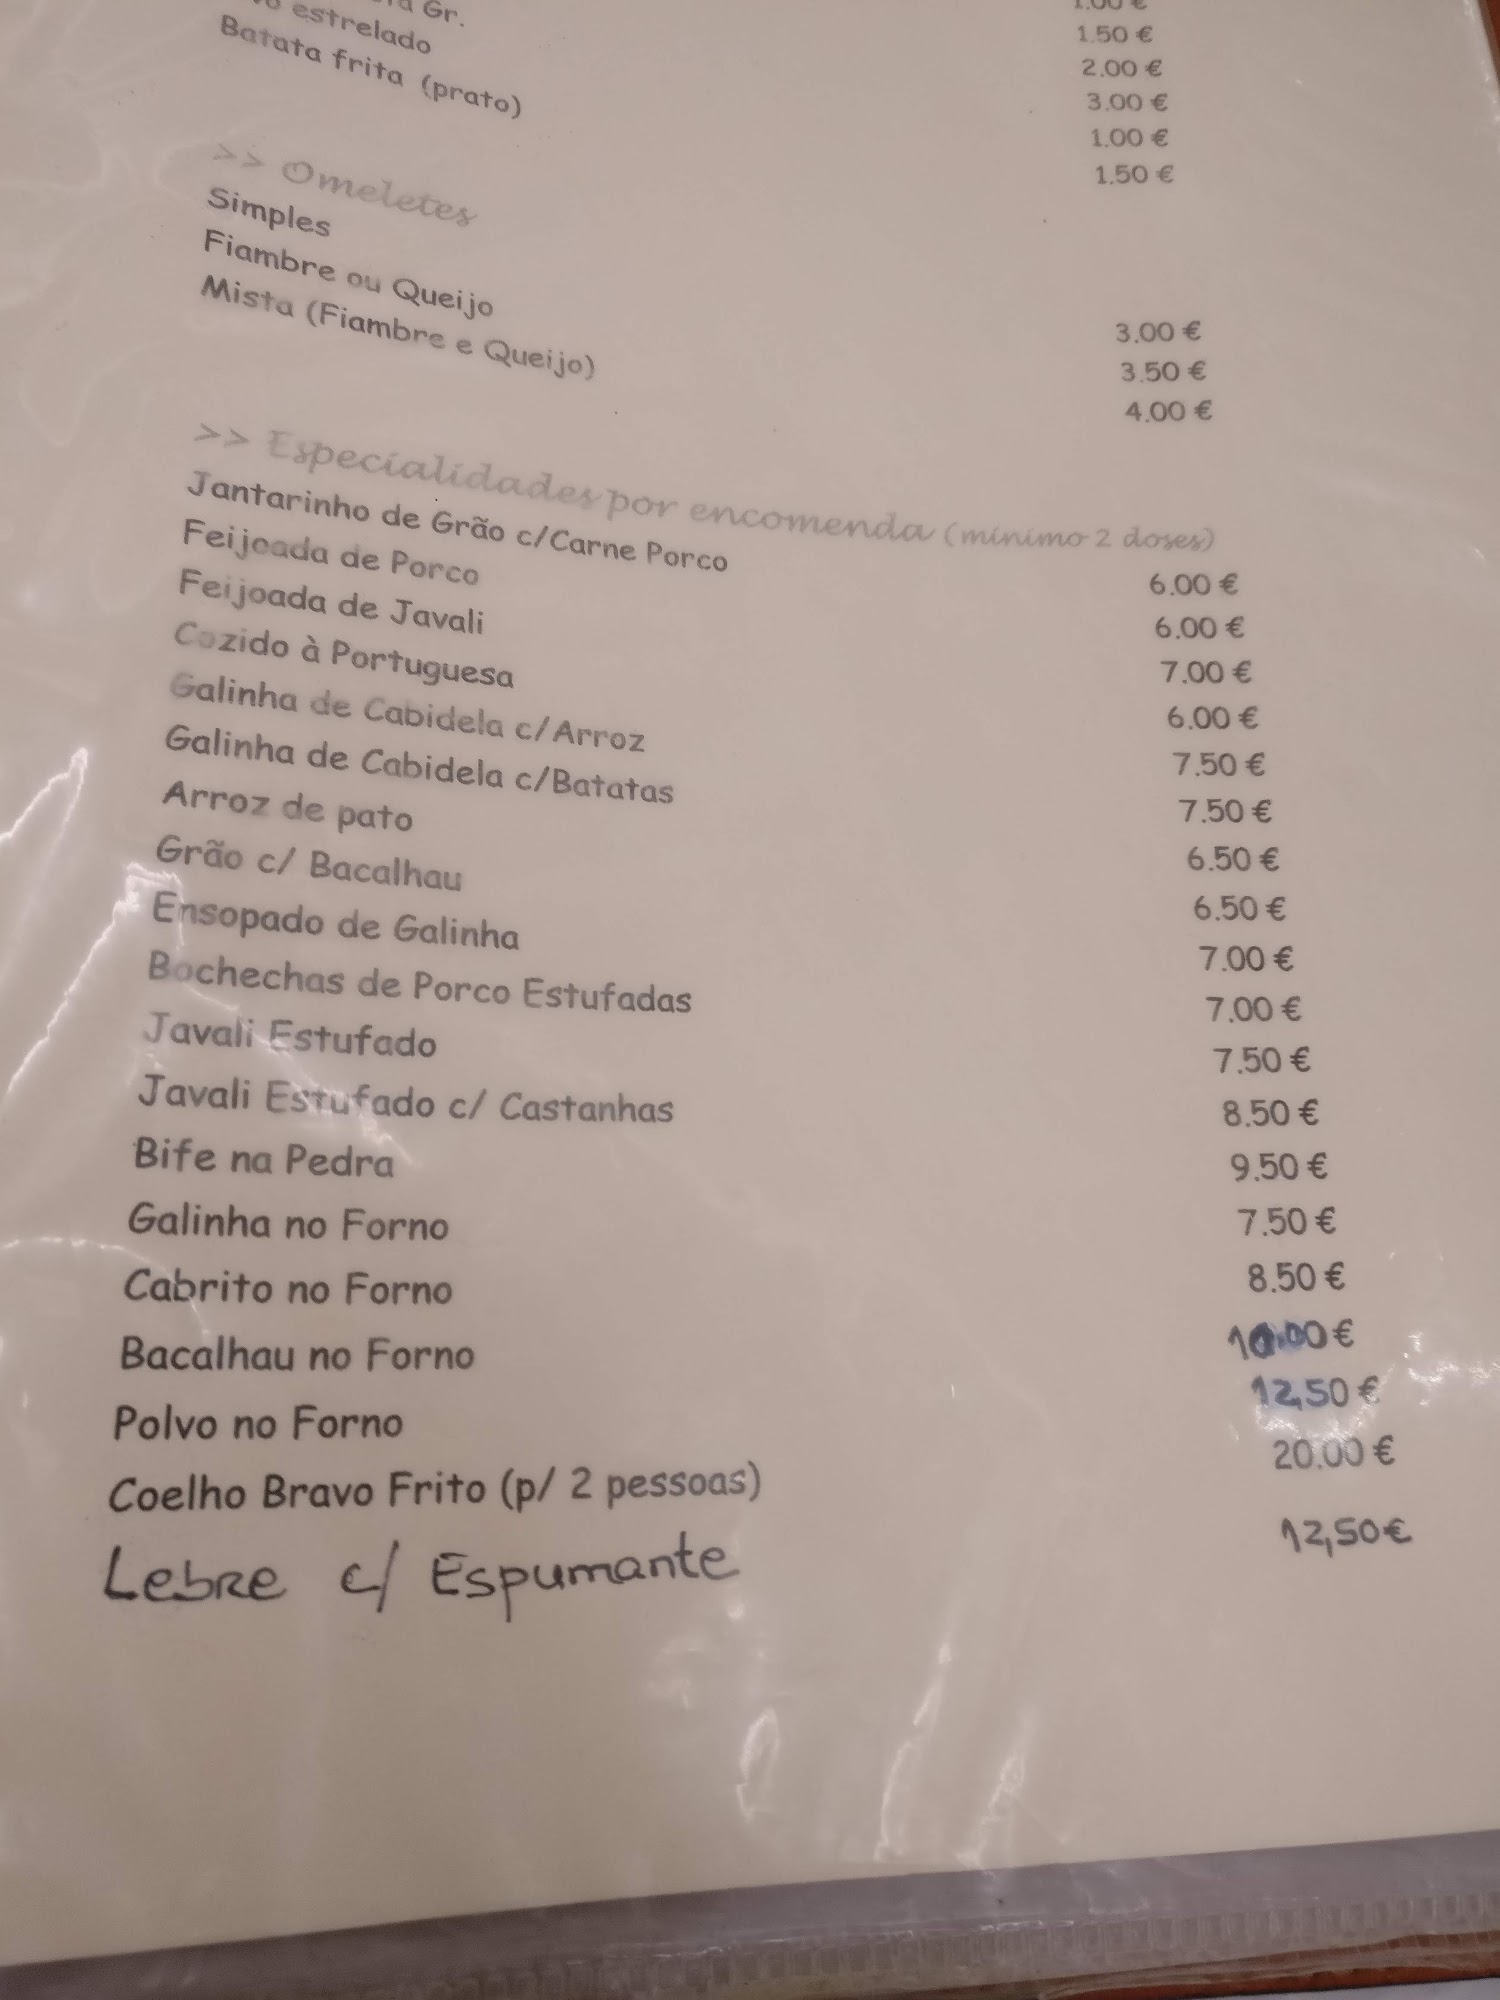 Gr.
estrelado
Batata frita (prato)
1.00 €
1.50 €
2.00 €
3.00 €
1.00 €
1.50 €
>> Omeletes
Simples 3.00 €
Fiambre ou Queijo 3.50 €
Mista (Fiambre e Queijo) 4.00 €
>> Especialidades por encomenda (mínimo 2 doses)
Jantarinho de Grão c/Carne Porco 6.00 €
Feijoada de Porco 6.00 €
Feijoada de Javali 7.00 €
Cozido à Portuguesa 6.00 €
Galinha de Cabidela c/Arroz 7.50 €
Galinha de Cabidela c/Batatas 7.50 €
Arroz de pato 6.50 €
Grão c/ Bacalhau 6.50 €
Ensopado de Galinha 7.00 €
Bochechas de Porco Estufadas 7.00 €
Javali Estufado 7.50 €
Javali Estufado c/ Castanhas 8.50 €
Bife na Pedra 9.50 €
Galinha no Forno 7.50 €
Cabrito no Forno 8.50 €
Bacalhau no Forno 10.00 €
Polvo no Forno 12,50 €
Coelho Bravo Frito (p/ 2 pessoas) 20.00 €
Lebre c/ Espumante 12,50 €